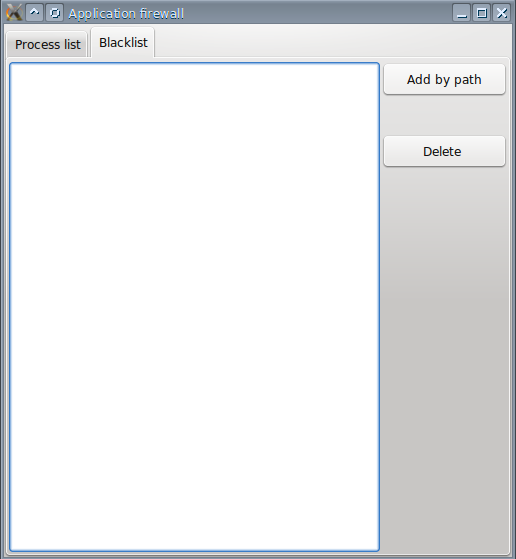 Application firewall
Process list
Blacklist
Add by path
Delete